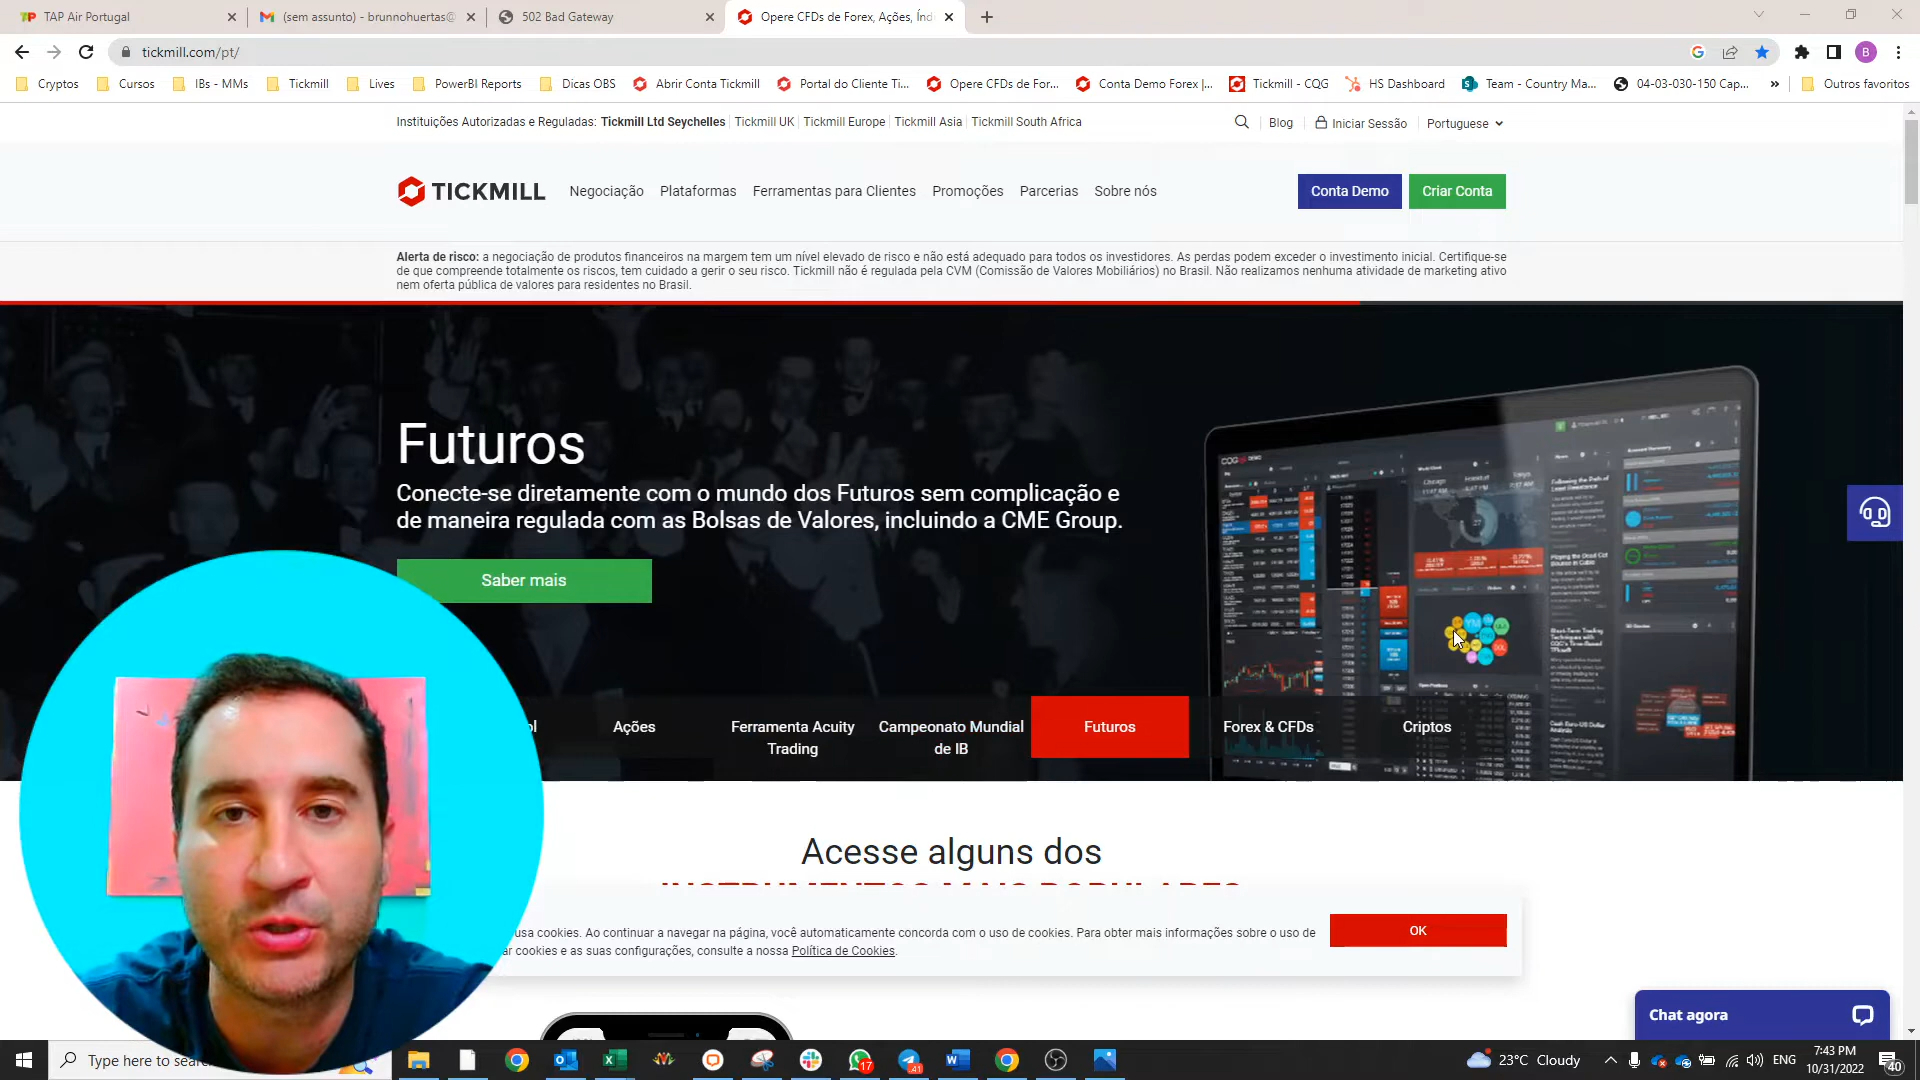 TAP Air Portugal
(sem assunto) - brunnohuertas@
502 Bad Gateway
Opere CFDs de Forex, Ações, Índ
tickmill.com/pt/
B
Cryptos
Cursos
IBs - MMs
Tickmill
Lives
PowerBI Reports
Dicas OBS
Abrir Conta Tickmill
Portal do Cliente Ti...
Opere CFDs de For...
Conta Demo Forex |...
Tickmill - CQG
HS Dashboard
Team - Country Ma...
04-03-030-150 Cap...
»
Outros favoritos
Instituições Autorizadas e Reguladas: Tickmill Ltd Seychelles | Tickmill UK | Tickmill Europe | Tickmill Asia | Tickmill South Africa
Blog
Iniciar Sessão
Portuguese
TICKMILL
Negociação
Plataformas
Ferramentas para Clientes
Promoções
Parcerias
Sobre nós
Conta Demo
Criar Conta
Alerta de risco: a negociação de produtos financeiros na margem tem um nível elevado de risco e não está adequado para todos os investidores. As perdas podem exceder o investimento inicial. Certifique-se
de que compreende totalmente os riscos, tem cuidado a gerir o seu risco. Tickmill não é regulada pela CVM (Comissão de Valores Mobiliários) no Brasil. Não realizamos nenhuma atividade de marketing ativo
nem oferta pública de valores para residentes no Brasil.
Futuros
Conecte-se diretamente com o mundo dos Futuros sem complicação e
de maneira regulada com as Bolsas de Valores, incluindo a CME Group.
Saber mais
Ações
Ferramenta Acuity
Trading
Campeonato Mundial
de IB
Futuros
Forex & CFDs
Criptos
Acesse alguns dos
INSTRUMENTOS MAIS POPULARES
usa cookies. Ao continuar a navegar na página, você automaticamente concorda com o uso de cookies. Para obter mais informações sobre o uso de
cookies e as suas configurações, consulte a nossa Política de Cookies.
OK
Chat agora
Type here to
17
41
23°C Cloudy
ENG
7:43 PM
10/31/2022
40